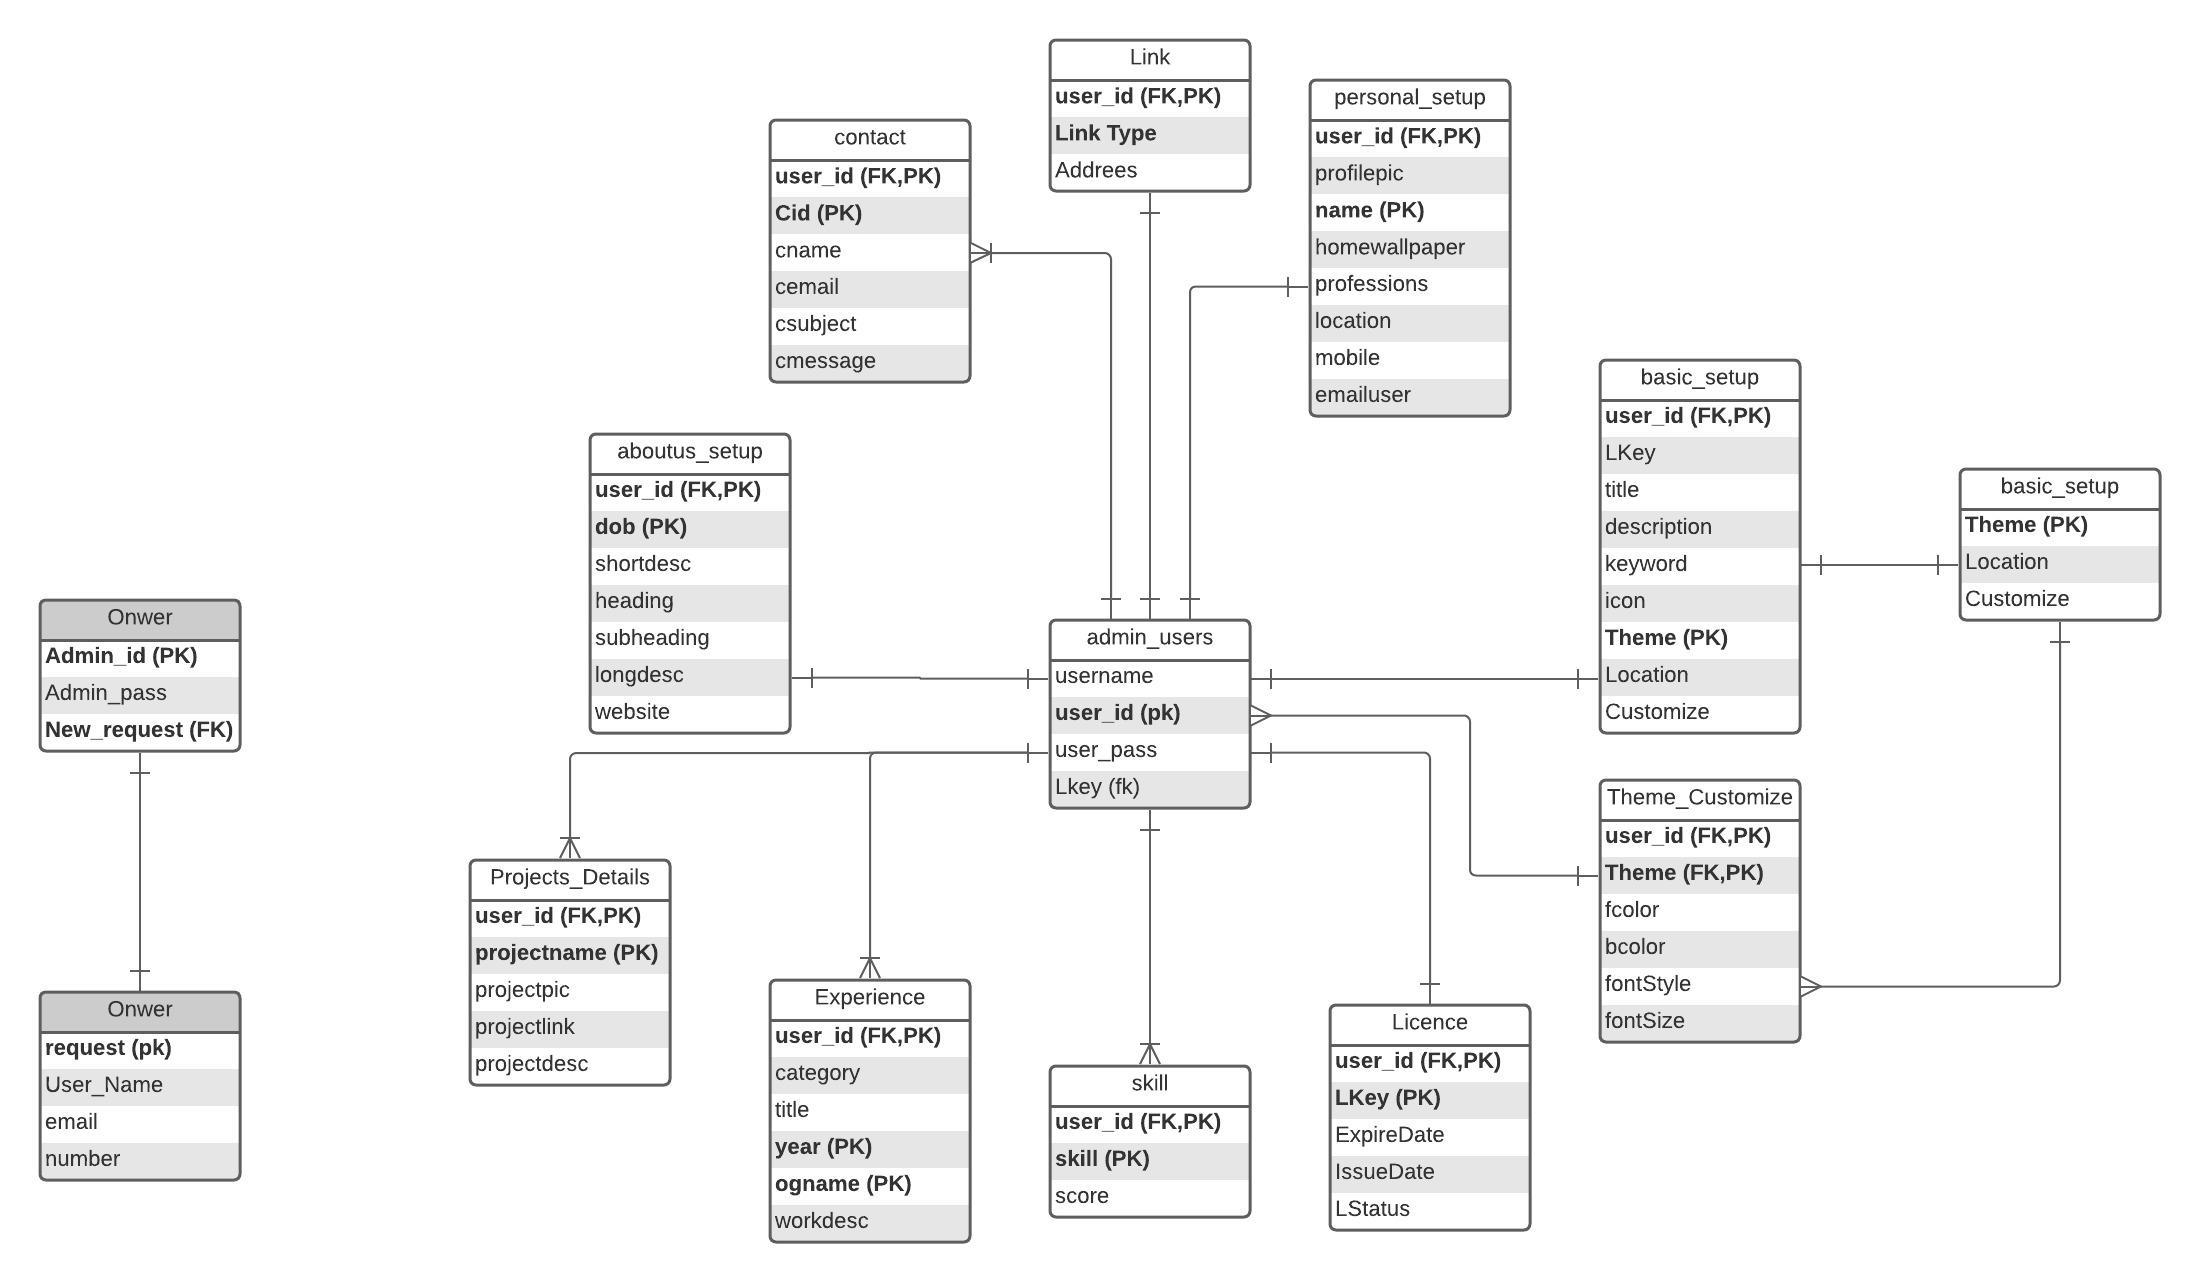 Link
user_id (FK,PK)
Link Type
Addrees
personal_setup
user_id (FK,PK)
profilepic
name (PK)
homewallpaper
professions
location
mobile
emailuser
contact
user_id (FK,PK)
Cid (PK)
cname
cemail
csubject
cmessage
basic_setup
user_id (FK,PK)
LKey
title
description
keyword
icon
Theme (PK)
Location
Customize
aboutus_setup
user_id (FK,PK)
dob (PK)
shortdesc
heading
subheading
longdesc
website
basic_setup
Theme (PK)
Location
Customize
Onwer
Admin_id (PK)
Admin_pass
New_request (FK)
admin_users
username
user_id (pk)
user_pass
Lkey (fk)
Theme_Customize
user_id (FK,PK)
Theme (FK,PK)
fcolor
bcolor
fontStyle
fontSize
Projects_Details
user_id (FK,PK)
projectname (PK)
projectpic
projectlink
projectdesc
Experience
user_id (FK,PK)
category
title
year (PK)
ogname (PK)
workdesc
Onwer
request (pk)
User_Name
email
number
Licence
user_id (FK,PK)
LKey (PK)
ExpireDate
IssueDate
LStatus
skill
user_id (FK,PK)
skill (PK)
score